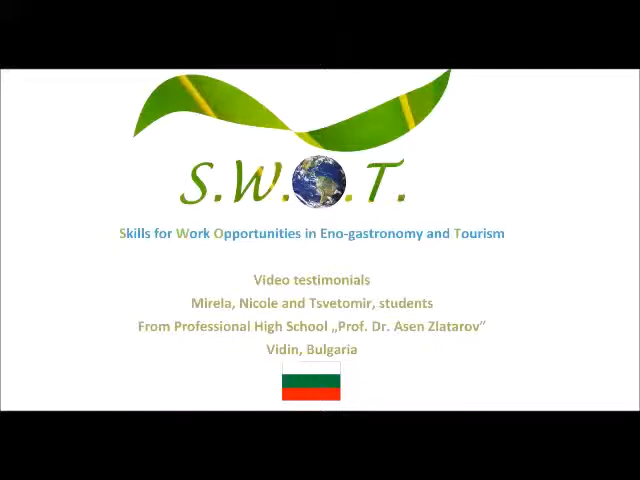 S.W.O.T.
Skills for Work Opportunities in Eno-gastronomy and Tourism
Video testimonials
Mirela, Nicole and Tsvetomir, students
From Professional High School „Prof. Dr. Asen Zlatarov”
Vidin, Bulgaria